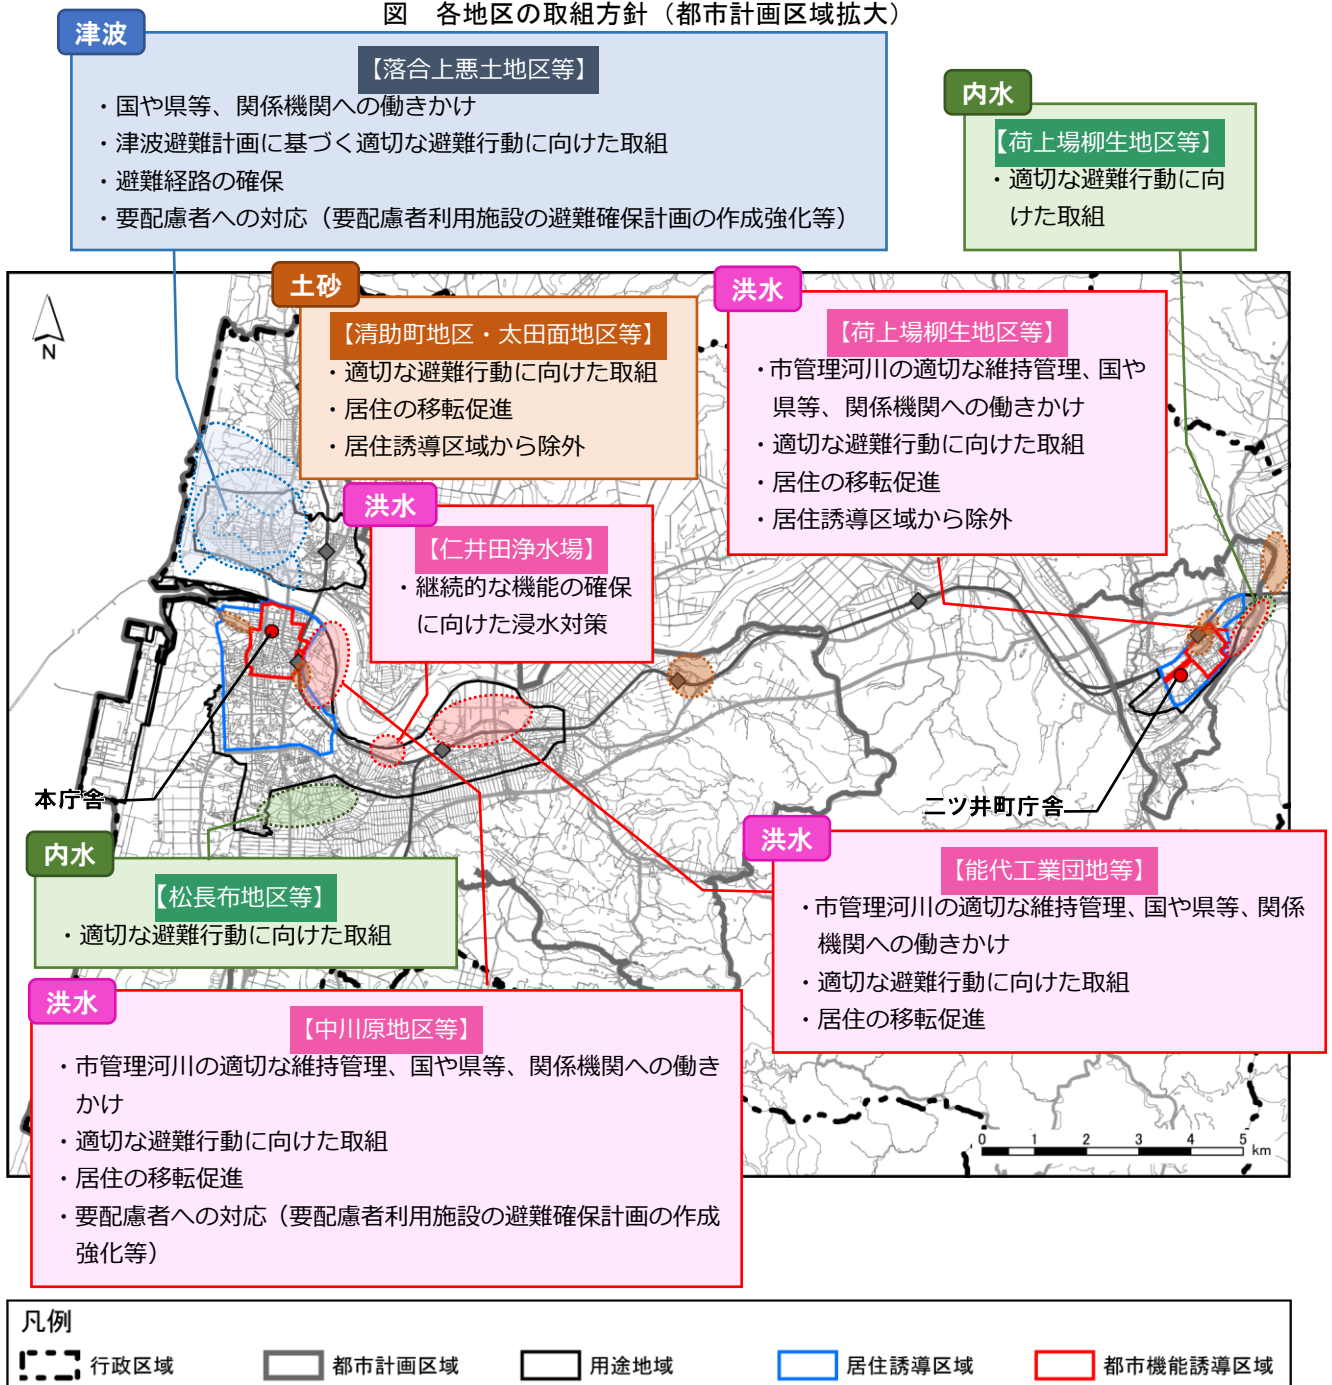 図　各地区の取組方針（都市計画区域拡大）
津波
【落合上悪土地区等】
・国や県等、関係機関への働きかけ
・津波避難計画に基づく適切な避難行動に向けた取組
・避難経路の確保
・要配慮者への対応（要配慮者利用施設の避難確保計画の作成強化等）
内水
【荷上場柳生地区等】
・適切な避難行動に向
けた取組
土砂
【清助町地区・太田面地区等】
・適切な避難行動に向けた取組
・居住の移転促進
・居住誘導区域から除外
洪水
【荷上場柳生地区等】
・市管理河川の適切な維持管理、国や
県等、関係機関への働きかけ
・適切な避難行動に向けた取組
・居住の移転促進
・居住誘導区域から除外
N
洪水
【仁井田浄水場】
・継続的な機能の確保
に向けた浸水対策
本庁舎
二ツ井町庁舎
内水
【松長布地区等】
・適切な避難行動に向けた取組
洪水
【能代工業団地等】
・市管理河川の適切な維持管理、国や県等、関係
機関への働きかけ
・適切な避難行動に向けた取組
・居住の移転促進
洪水
【中川原地区等】
・市管理河川の適切な維持管理、国や県等、関係機関への働き
かけ
・適切な避難行動に向けた取組
・居住の移転促進
・要配慮者への対応（要配慮者利用施設の避難確保計画の作成
強化等）
0 1 2 3 4 5 km
凡例
行政区域 都市計画区域 用途地域 居住誘導区域 都市機能誘導区域